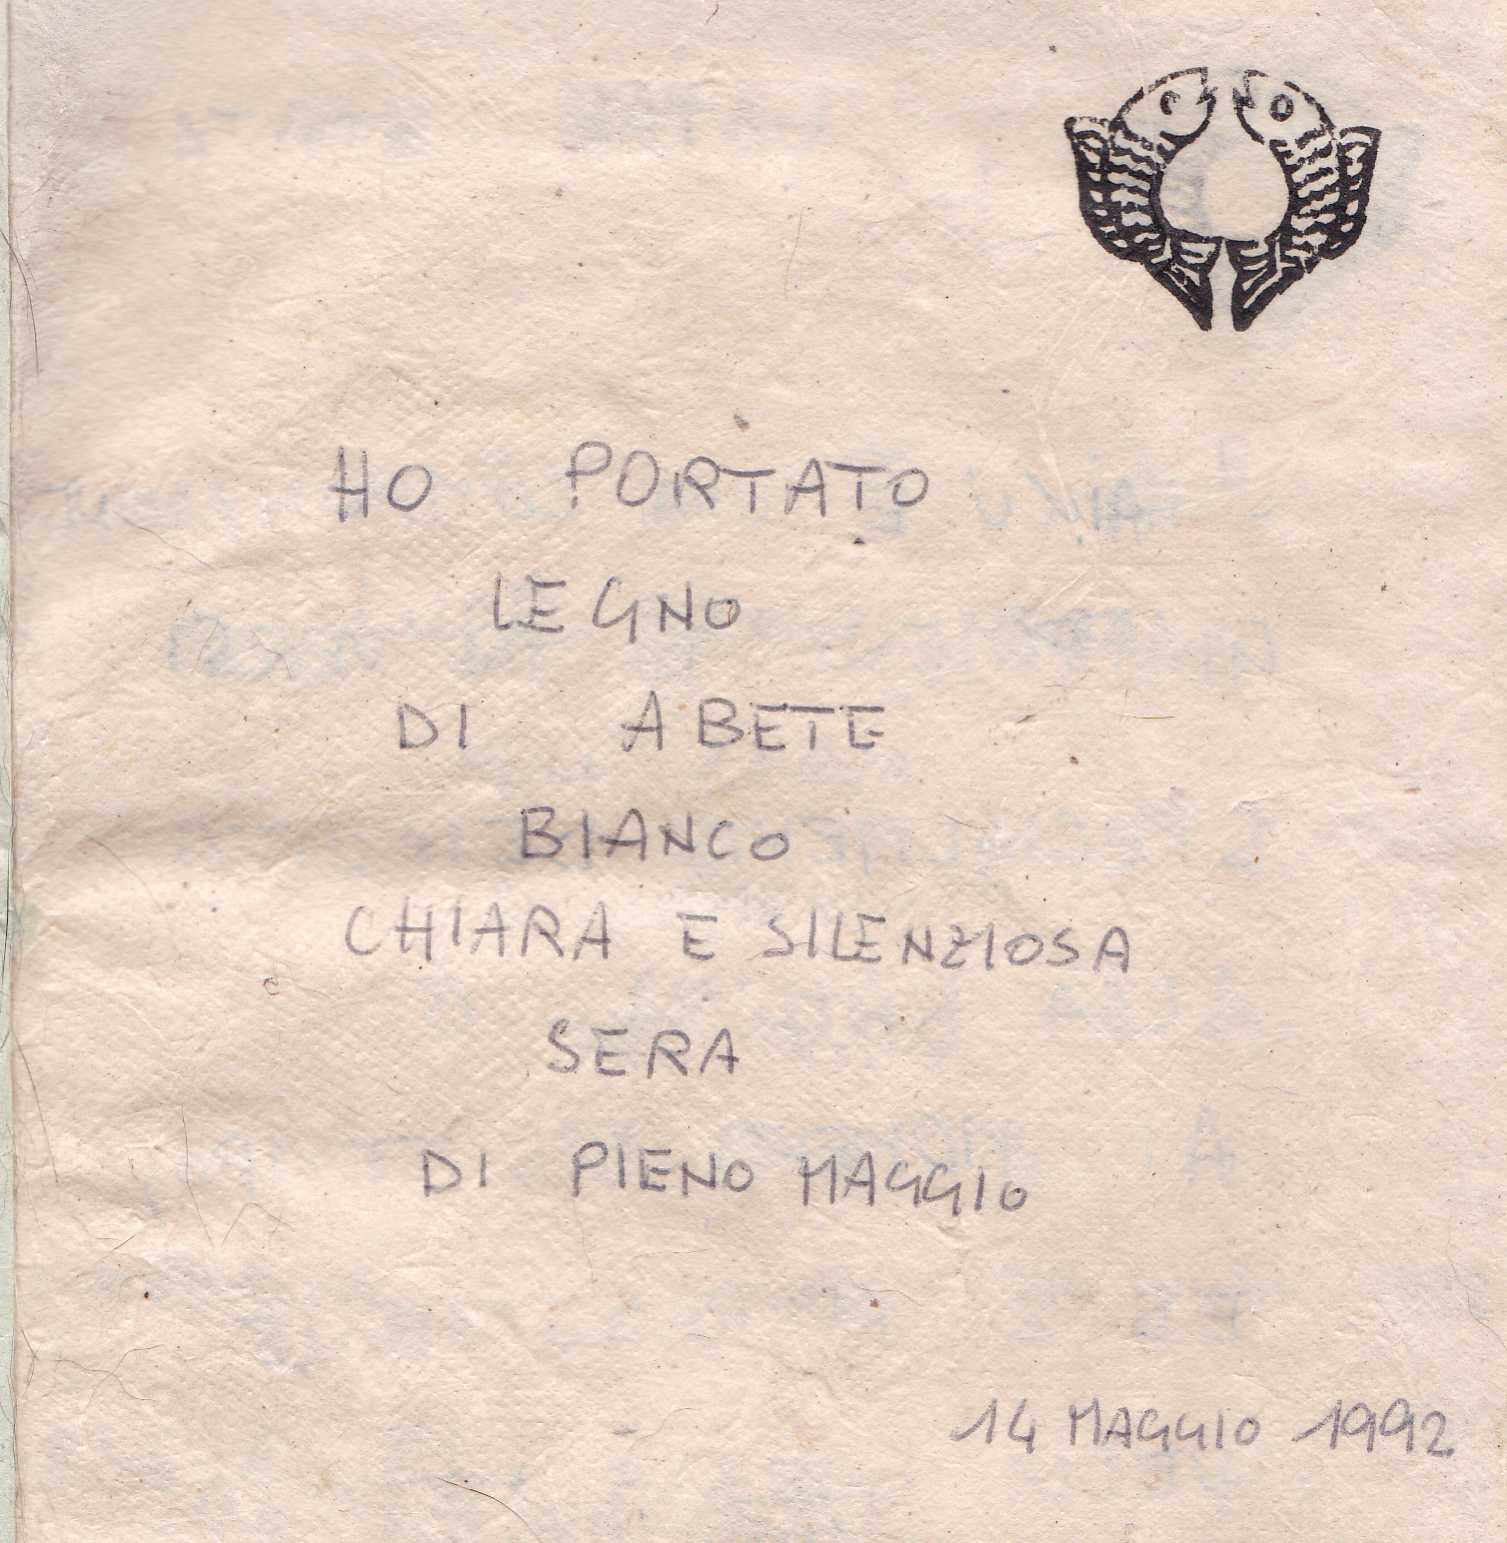 HO PORTATO
LEGNO
DI ABETE
BIANCO
CHIARA E SILENZIOSA
SERA
DI PIENO MAGGIO
14 MAGGIO 1992